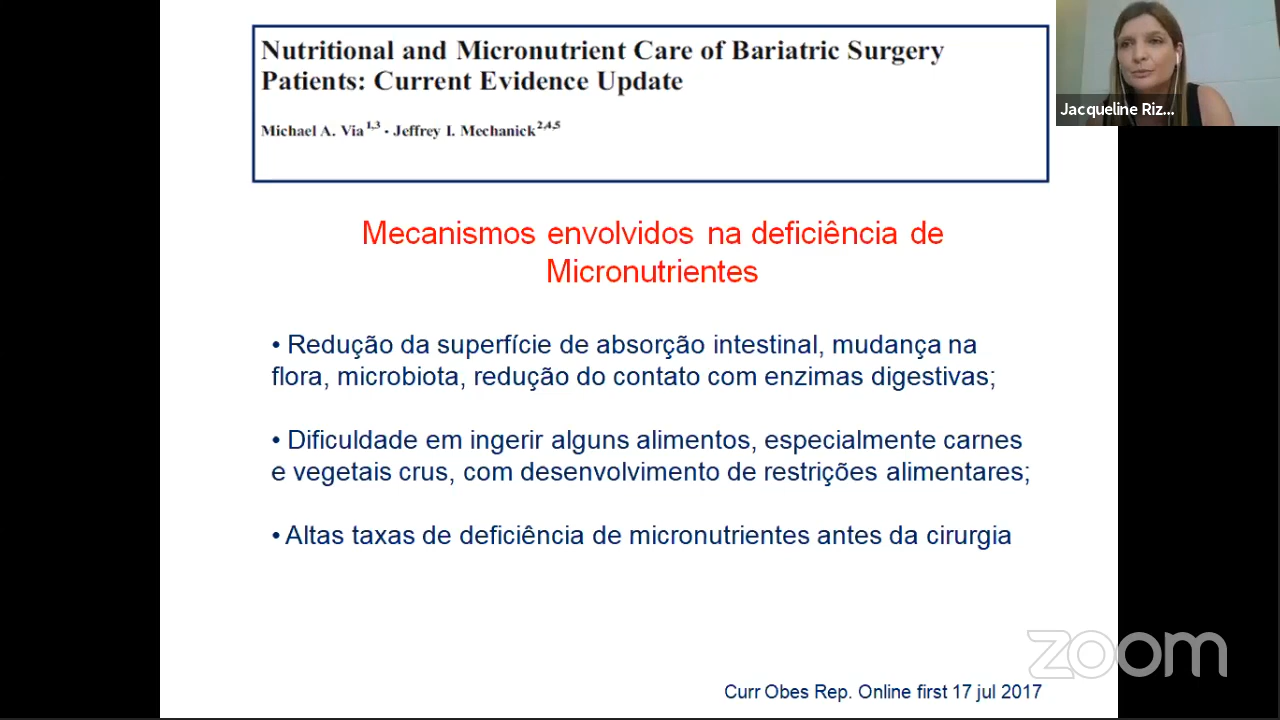 Nutritional and Micronutrient Care of Bariatric Surgery
Patients: Current Evidence Update
Michael A. Via1,3 · Jeffrey I. Mechanick2,4,5
Jacqueline Riz...
Mecanismos envolvidos na deficiência de
Micronutrientes
• Redução da superfície de absorção intestinal, mudança na
flora, microbiota, redução do contato com enzimas digestivas;
• Dificuldade em ingerir alguns alimentos, especialmente carnes
e vegetais crus, com desenvolvimento de restrições alimentares;
• Altas taxas de deficiência de micronutrientes antes da cirurgia
zoom
Curr Obes Rep. Online first 17 jul 2017